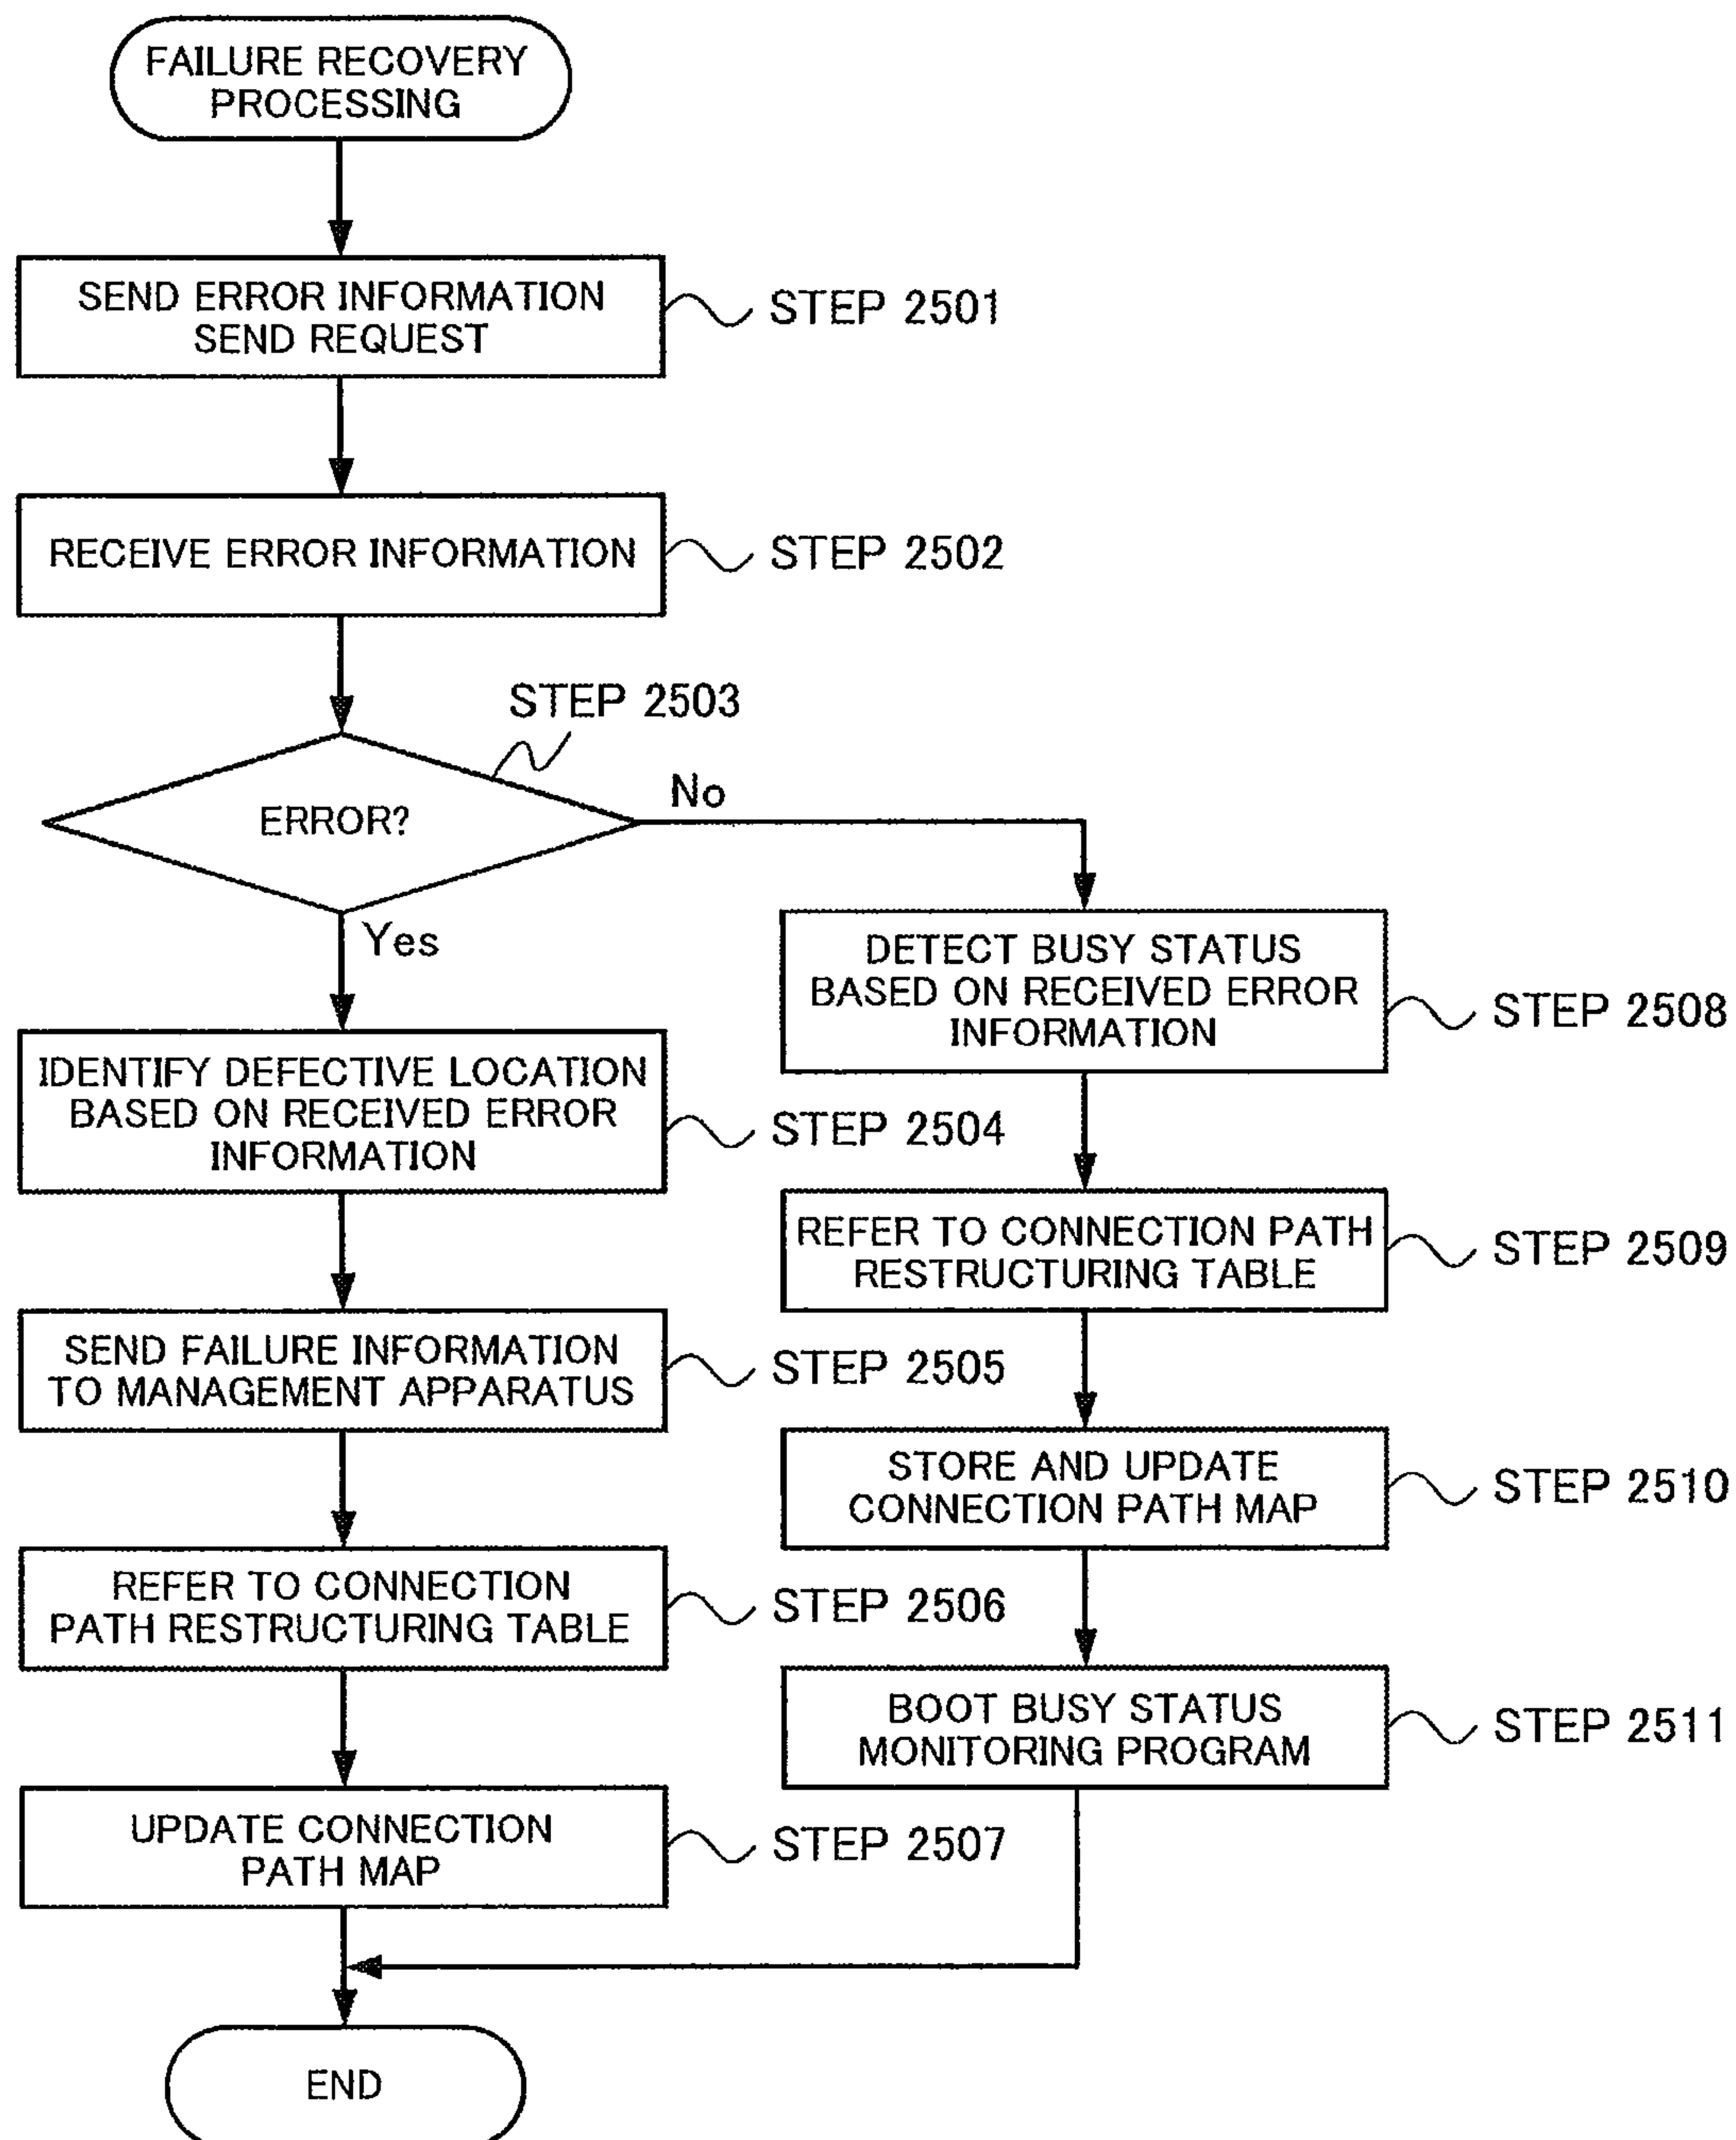 FAILURE RECOVERY
PROCESSING
SEND ERROR INFORMATION
SEND REQUEST
STEP 2501
RECEIVE ERROR INFORMATION
STEP 2502
STEP 2503
ERROR?
No
Yes
IDENTIFY DEFECTIVE LOCATION
BASED ON RECEIVED ERROR
INFORMATION
STEP 2504
SEND FAILURE INFORMATION
TO MANAGEMENT APPARATUS
STEP 2505
REFER TO CONNECTION
PATH RESTRUCTURING TABLE
STEP 2506
UPDATE CONNECTION
PATH MAP
STEP 2507
DETECT BUSY STATUS
BASED ON RECEIVED ERROR
INFORMATION
STEP 2508
REFER TO CONNECTION PATH
RESTRUCTURING TABLE
STEP 2509
STORE AND UPDATE
CONNECTION PATH MAP
STEP 2510
BOOT BUSY STATUS
MONITORING PROGRAM
STEP 2511
END